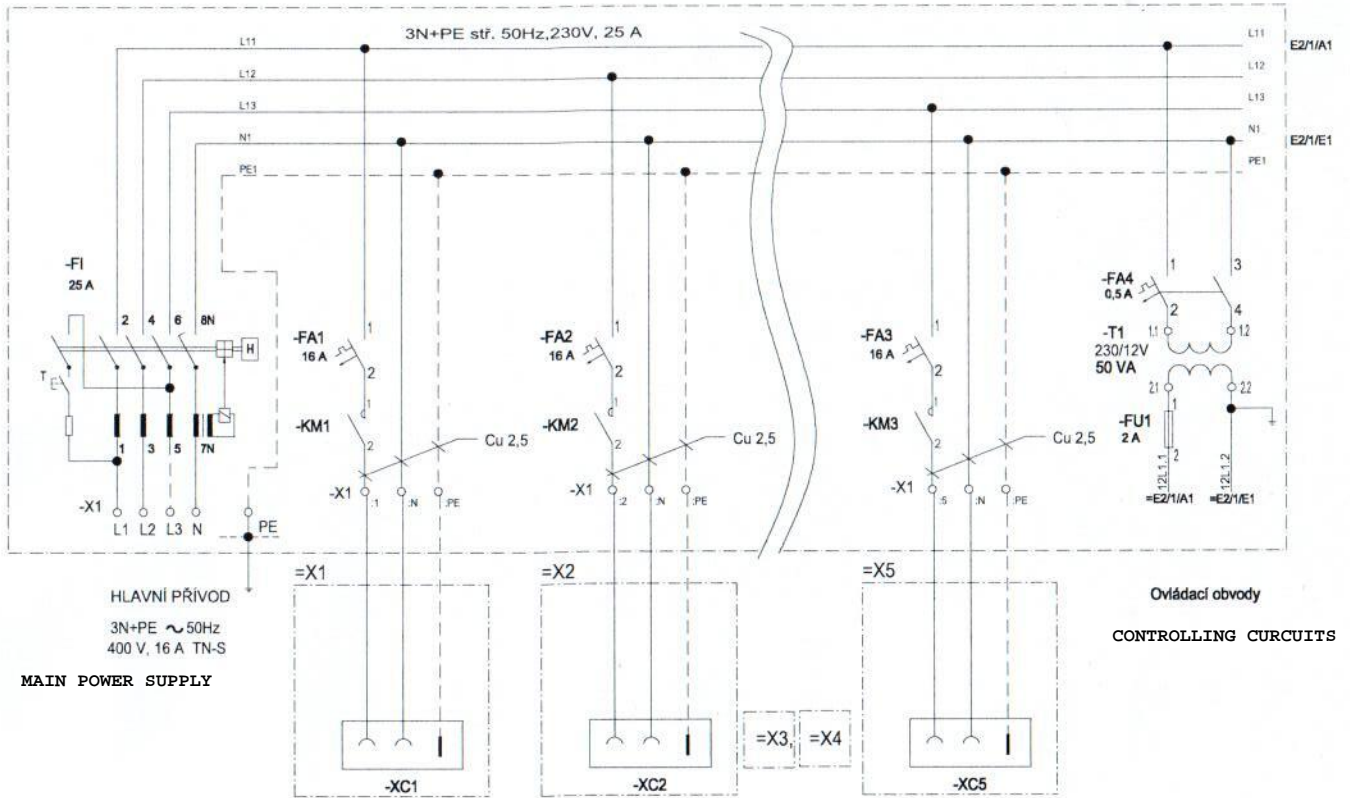 3N+PE stř. 50Hz,230V, 25 A
L11
L11
E2/1/A1
L12
L12
L13
L13
N1
N1
E2/1/E1
PE1
PE1
-FI
25 A
2 4 6 8N
H
T
1 3 5 7N
-X1
L1 L2 L3 N
PE
-FA1
16 A
1
2
-KM1
1
2
Cu 2,5
-X1
:1 :N :PE
-FA2
16 A
1
2
-KM2
1
2
Cu 2,5
-X1
:2 :N :PE
-FA3
16 A
1
2
-KM3
1
2
Cu 2,5
-X1
:5 :N :PE
1 3
-FA4
0,5 A
2 4
-T1
1.1 1.2
230/12V
50 VA
2.1 2.2
-FU1
2 A
1
2
12L1.1
12L1.2
=E2/1/A1 =E2/1/E1
HLAVNÍ PŘÍVOD
3N+PE ~ 50Hz
400 V, 16 A TN-S
MAIN POWER SUPPLY
=X1
-XC1
=X2
-XC2
=X3, =X4
=X5
-XC5
Ovládací obvody
CONTROLLING CURCUITS